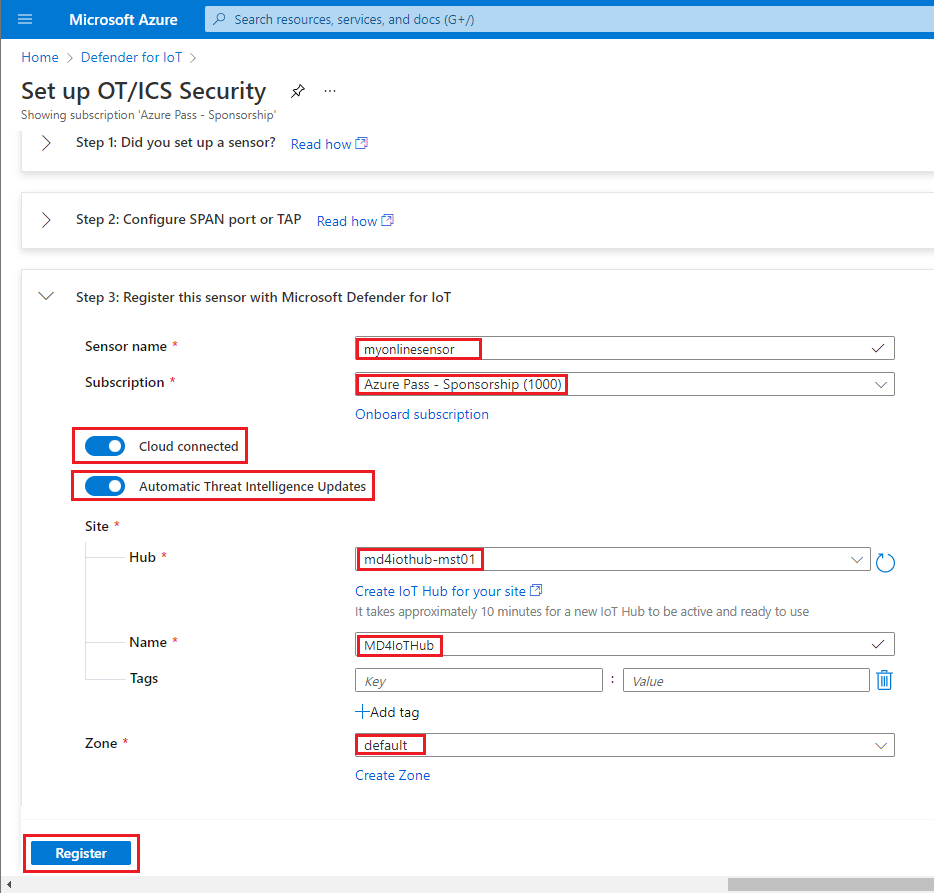 Microsoft Azure
Search resources, services, and docs (G+/)
Home > Defender for IoT >
Set up OT/ICS Security ...
Showing subscription 'Azure Pass - Sponsorship'
Step 1: Did you set up a sensor? Read how
Step 2: Configure SPAN port or TAP Read how
Step 3: Register this sensor with Microsoft Defender for IoT
Sensor name * myonlinesensor
Subscription * Azure Pass - Sponsorship (1000)
Onboard subscription
Cloud connected
Automatic Threat Intelligence Updates
Site *
Hub * md4iothub-mst01
Create IoT Hub for your site
It takes approximately 10 minutes for a new IoT Hub to be active and ready to use
Name * MD4IoTHub
Tags Key : Value
+Add tag
Zone * default
Create Zone
Register